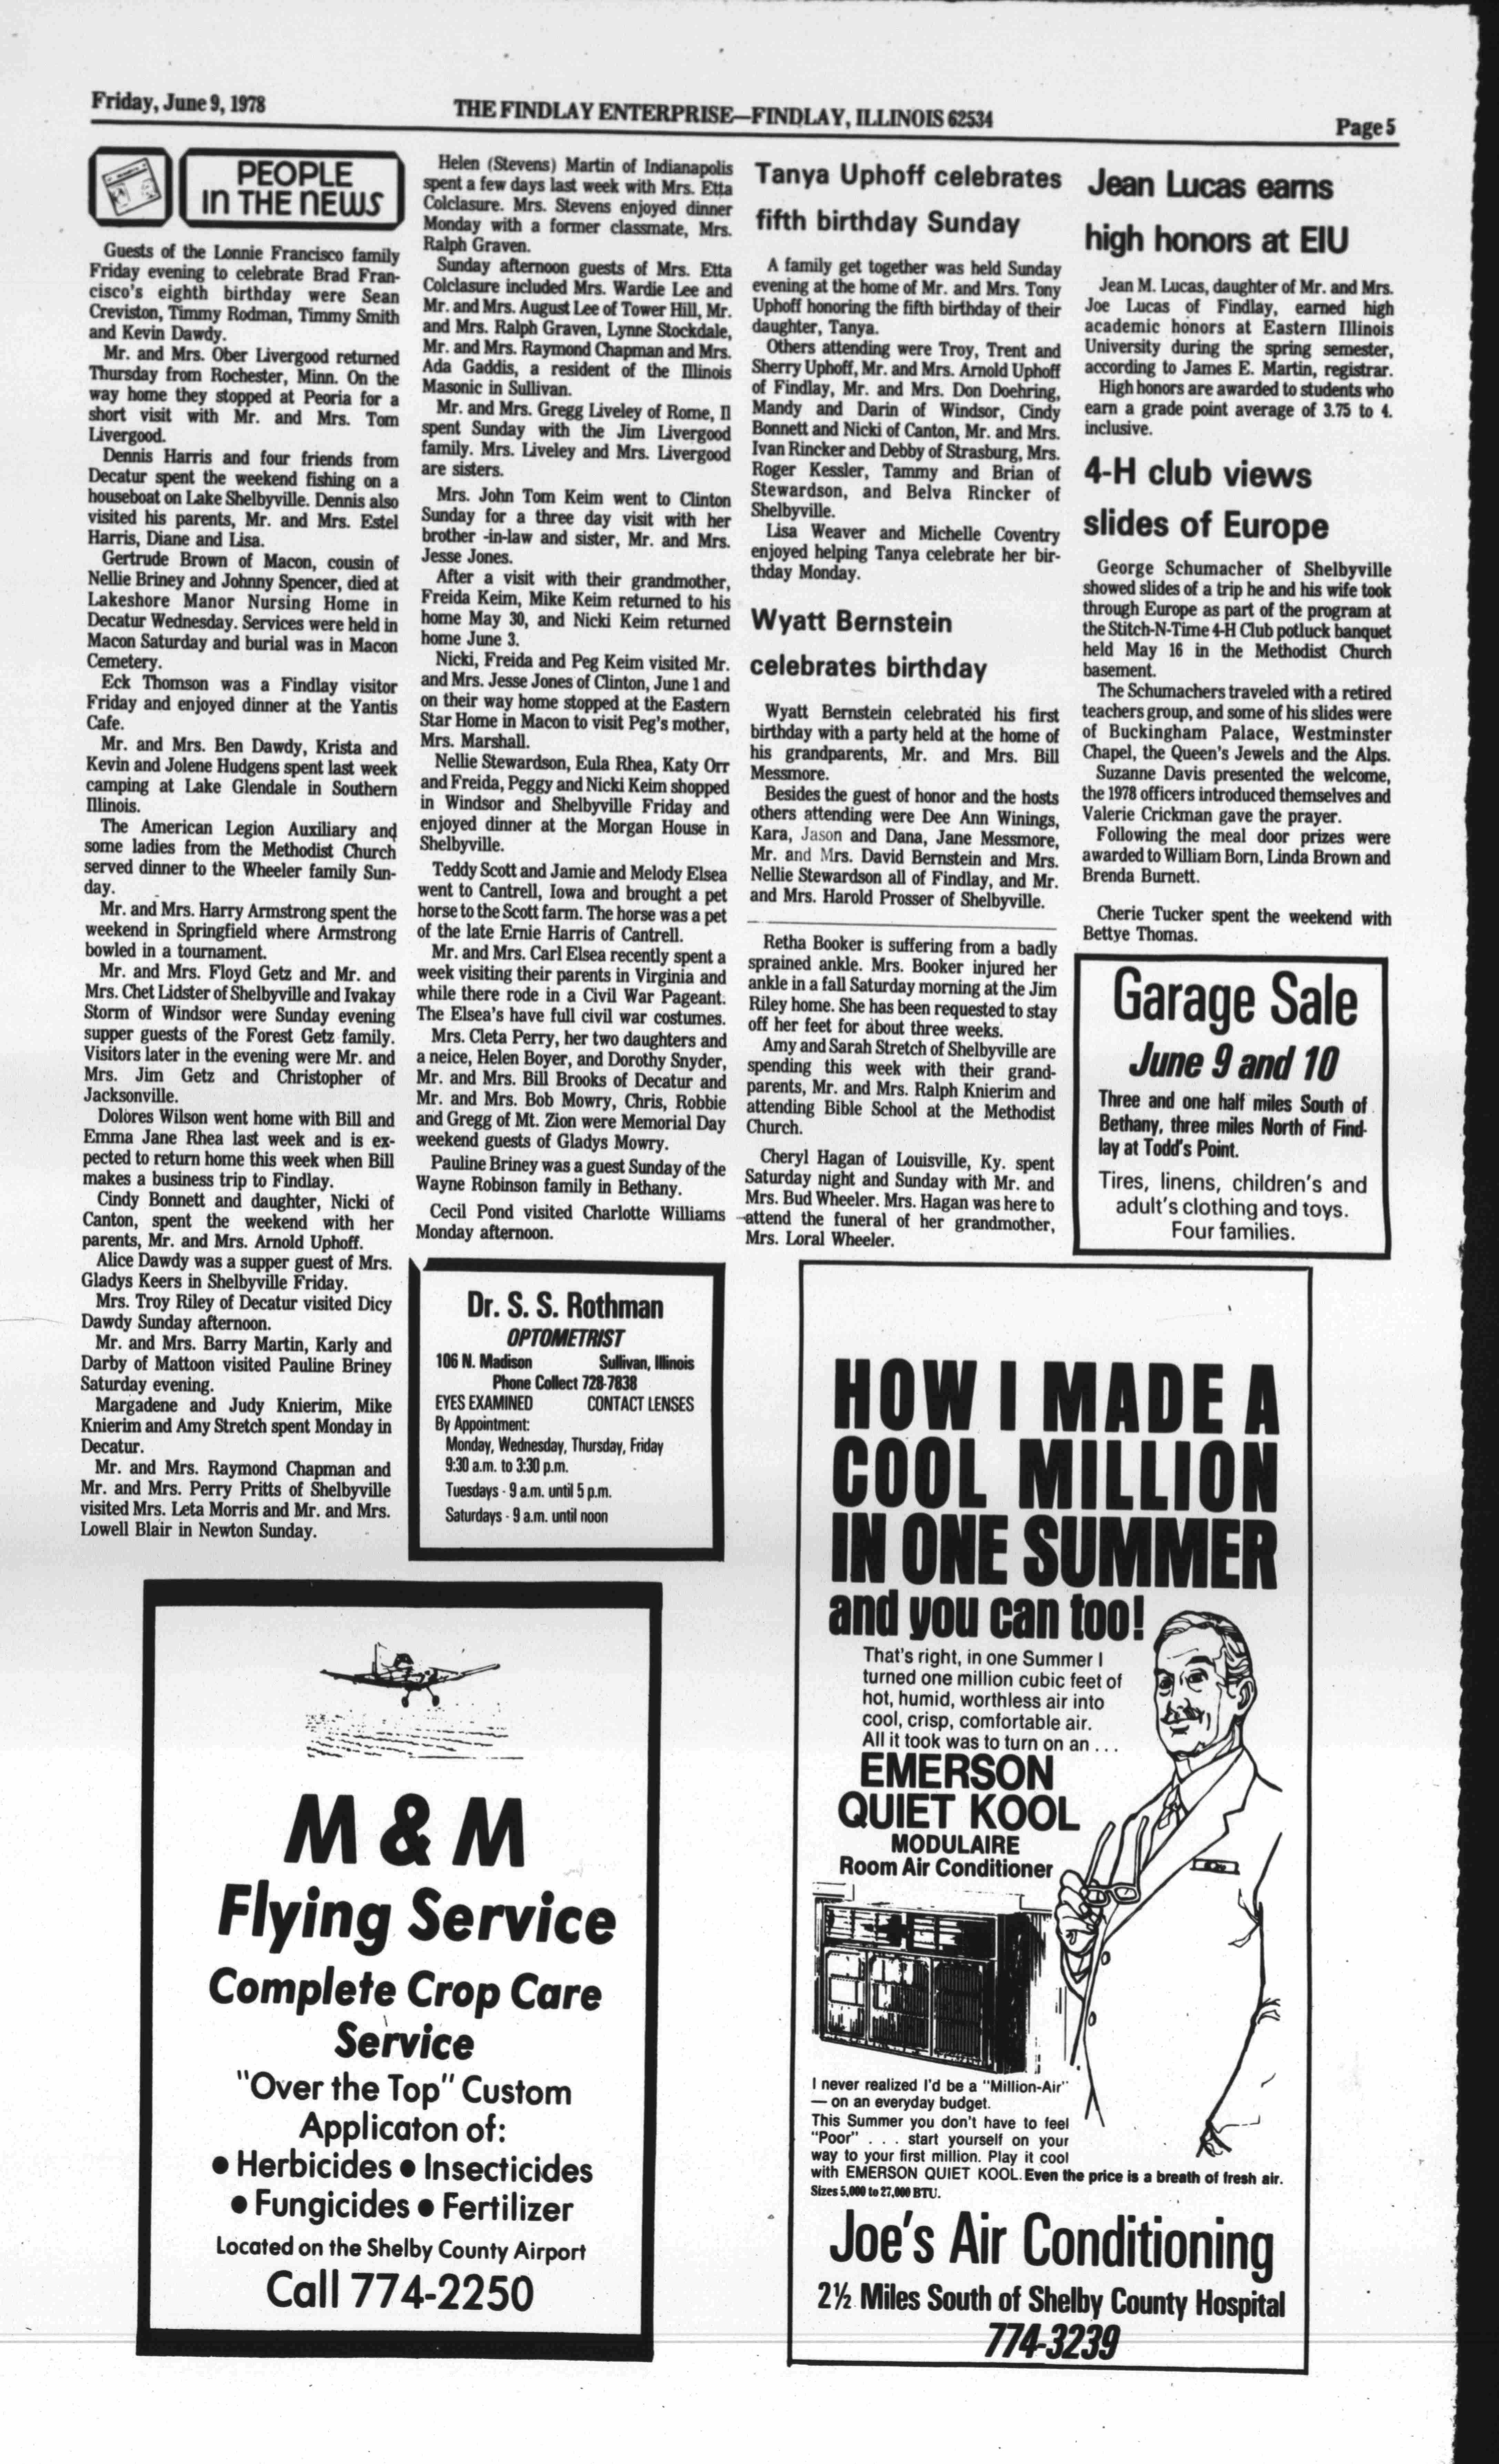 Friday, June 9, 1978
THE FINDLAY ENTERPRISE—FINDLAY, ILLINOIS 62534
Page 5
PEOPLE
IN THE NEWS
Guests of the Lonnie Francisco family
Friday evening to celebrate Brad Fran-
cisco's eighth birthday were Sean
Creviston, Timmy Rodman, Timmy Smith
and Kevin Dawdy.
Mr. and Mrs. Ober Livergood returned
Thursday from Rochester, Minn. On the
way home they stopped at Peoria for a
short visit with Mr. and Mrs. Tom
Livergood.
Dennis Harris and four friends from
Decatur spent the weekend fishing on a
houseboat on Lake Shelbyville. Dennis also
visited his parents, Mr. and Mrs. Estel
Harris, Diane and Lisa.
Gertrude Brown of Macon, cousin of
Nellie Briney and Johnny Spencer, died at
Lakeshore Manor Nursing Home in
Decatur Wednesday. Services were held in
Macon Saturday and burial was in Macon
Cemetery.
Eck Thomson was a Findlay visitor
Friday and enjoyed dinner at the Yantis
Cafe.
Mr. and Mrs. Ben Dawdy, Krista and
Kevin and Jolene Hudgens spent last week
camping at Lake Glendale in Southern
Illinois.
The American Legion Auxiliary and
some ladies from the Methodist Church
served dinner to the Wheeler family Sun-
day.
Mr. and Mrs. Harry Armstrong spent the
weekend in Springfield where Armstrong
bowled in a tournament.
Mr. and Mrs. Floyd Getz and Mr. and
Mrs. Chet Lidster of Shelbyville and Ivakay
Storm of Windsor were Sunday evening
supper guests of the Forest Getz family.
Visitors later in the evening were Mr. and
Mrs. Jim Getz and Christopher of
Jacksonville.
Dolores Wilson went home with Bill and
Emma Jane Rhea last week and is ex-
pected to return home this week when Bill
makes a business trip to Findlay.
Cindy Bonnett and daughter, Nicki of
Canton, spent the weekend with her
parents, Mr. and Mrs. Arnold Uphoff.
Alice Dawdy was a supper guest of Mrs.
Gladys Keers in Shelbyville Friday.
Mrs. Troy Riley of Decatur visited Dicy
Dawdy Sunday afternoon.
Mr. and Mrs. Barry Martin, Karly and
Darby of Mattoon visited Pauline Briney
Saturday evening.
Margadene and Judy Knierim, Mike
Knierim and Amy Stretch spent Monday in
Decatur.
Mr. and Mrs. Raymond Chapman and
Mr. and Mrs. Perry Pritts of Shelbyville
visited Mrs. Leta Morris and Mr. and Mrs.
Lowell Blair in Newton Sunday.
Helen (Stevens) Martin of Indianapolis
spent a few days last week with Mrs. Etta
Colclasure. Mrs. Stevens enjoyed dinner
Monday with a former classmate, Mrs.
Ralph Graven.
Sunday afternoon guests of Mrs. Etta
Colclasure included Mrs. Wardie Lee and
Mr. and Mrs. August Lee of Tower Hill, Mr.
and Mrs. Ralph Graven, Lynne Stockdale,
Mr. and Mrs. Raymond Chapman and Mrs.
Ada Gaddis, a resident of the Illinois
Masonic in Sullivan.
Mr. and Mrs. Gregg Liveley of Rome, Il
spent Sunday with the Jim Livergood
family. Mrs. Liveley and Mrs. Livergood
are sisters.
Mrs. John Tom Keim went to Clinton
Sunday for a three day visit with her
brother -in-law and sister, Mr. and Mrs.
Jesse Jones.
After a visit with their grandmother,
Freida Keim, Mike Keim returned to his
home May 30, and Nicki Keim returned
home June 3.
Nicki, Freida and Peg Keim visited Mr.
and Mrs. Jesse Jones of Clinton, June 1 and
on their way home stopped at the Eastern
Star Home in Macon to visit Peg's mother,
Mrs. Marshall.
Nellie Stewardson, Eula Rhea, Katy Orr
and Freida, Peggy and Nicki Keim shopped
in Windsor and Shelbyville Friday and
enjoyed dinner at the Morgan House in
Shelbyville.
Teddy Scott and Jamie and Melody Elsea
went to Cantrell, Iowa and brought a pet
horse to the Scott farm. The horse was a pet
of the late Ernie Harris of Cantrell.
Mr. and Mrs. Carl Elsea recently spent a
week visiting their parents in Virginia and
while there rode in a Civil War Pageant.
The Elsea's have full civil war costumes.
Mrs. Cleta Perry, her two daughters and
a neice, Helen Boyer, and Dorothy Snyder,
Mr. and Mrs. Bill Brooks of Decatur and
Mr. and Mrs. Bob Mowry, Chris, Robbie
and Gregg of Mt. Zion were Memorial Day
weekend guests of Gladys Mowry.
Pauline Briney was a guest Sunday of the
Wayne Robinson family in Bethany.
Cecil Pond visited Charlotte Williams
Monday afternoon.
Tanya Uphoff celebrates
fifth birthday Sunday
A family get together was held Sunday
evening at the home of Mr. and Mrs. Tony
Uphoff honoring the fifth birthday of their
daughter, Tanya.
Others attending were Troy, Trent and
Sherry Uphoff, Mr. and Mrs. Arnold Uphoff
of Findlay, Mr. and Mrs. Don Doehring,
Mandy and Darin of Windsor, Cindy
Bonnett and Nicki of Canton, Mr. and Mrs.
Ivan Rincker and Debby of Strasburg, Mrs.
Roger Kessler, Tammy and Brian of
Stewardson, and Belva Rincker of
Shelbyville.
Lisa Weaver and Michelle Coventry
enjoyed helping Tanya celebrate her bir-
thday Monday.
Wyatt Bernstein
celebrates birthday
Wyatt Bernstein celebrated his first
birthday with a party held at the home of
his grandparents, Mr. and Mrs. Bill
Messmore.
Besides the guest of honor and the hosts
others attending were Dee Ann Winings,
Kara, Jason and Dana, Jane Messmore,
Mr. and Mrs. David Bernstein and Mrs.
Nellie Stewardson all of Findlay, and Mr.
and Mrs. Harold Prosser of Shelbyville.
Retha Booker is suffering from a badly
sprained ankle. Mrs. Booker injured her
ankle in a fall Saturday morning at the Jim
Riley home. She has been requested to stay
off her feet for about three weeks.
Amy and Sarah Stretch of Shelbyville are
spending this week with their grand-
parents, Mr. and Mrs. Ralph Knierim and
attending Bible School at the Methodist
Church.
Cheryl Hagan of Louisville, Ky. spent
Saturday night and Sunday with Mr. and
Mrs. Bud Wheeler. Mrs. Hagan was here to
attend the funeral of her grandmother,
Mrs. Loral Wheeler.
Jean Lucas earns
high honors at EIU
Jean M. Lucas, daughter of Mr. and Mrs.
Joe Lucas of Findlay, earned high
academic honors at Eastern Illinois
University during the spring semester,
according to James E. Martin, registrar.
High honors are awarded to students who
earn a grade point average of 3.75 to 4.
inclusive.
4-H club views
slides of Europe
George Schumacher of Shelbyville
showed slides of a trip he and his wife took
through Europe as part of the program at
the Stitch-N-Time 4-H Club potluck banquet
held May 16 in the Methodist Church
basement.
The Schumachers traveled with a retired
teachers group, and some of his slides were
of Buckingham Palace, Westminster
Chapel, the Queen's Jewels and the Alps.
Suzanne Davis presented the welcome,
the 1978 officers introduced themselves and
Valerie Crickman gave the prayer.
Following the meal door prizes were
awarded to William Born, Linda Brown and
Brenda Burnett.
Cherie Tucker spent the weekend with
Bettye Thomas.
Garage Sale
June 9 and 10
Three and one half miles South of
Bethany, three miles North of Find-
lay at Todd's Point.
Tires, linens, children's and
adult's clothing and toys.
Four families.
Dr. S. S. Rothman
OPTOMETRIST
106 N. Madison Sullivan, Illinois
Phone Collect 728-7838
EYES EXAMINED CONTACT LENSES
By Appointment:
Monday, Wednesday, Thursday, Friday
9:30 a.m. to 3:30 p.m.
Tuesdays - 9 a.m. until 5 p.m.
Saturdays - 9 a.m. until noon
M & M
Flying Service
Complete Crop Care
Service
"Over the Top" Custom
Applicaton of:
• Herbicides • Insecticides
• Fungicides • Fertilizer
Located on the Shelby County Airport
Call 774-2250
HOW I MADE A
COOL MILLION
IN ONE SUMMER
and you can too!
That's right, in one Summer I
turned one million cubic feet of
hot, humid, worthless air into
cool, crisp, comfortable air.
All it took was to turn on an ...
EMERSON
QUIET KOOL
MODULAIRE
Room Air Conditioner
I never realized I'd be a "Million-Air"
— on an everyday budget.
This Summer you don't have to feel
"Poor" . . . start yourself on your
way to your first million. Play it cool
with EMERSON QUIET KOOL. Even the price is a breath of fresh air.
Sizes 5,000 to 27,000 BTU.
Joe's Air Conditioning
2½ Miles South of Shelby County Hospital
774-3239